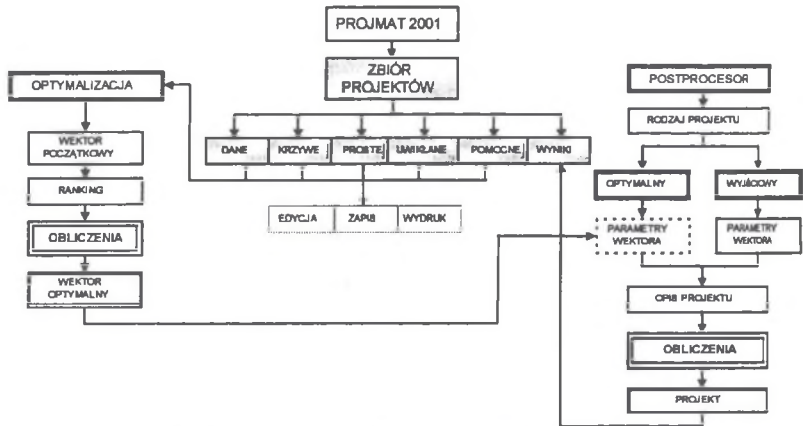 PROJMAT 2001
ZBIÓR
PROJEKTÓW
OPTYMALIZACJA
WEKTOR
POCZĄTKOWY
RANKING
OBLICZENIA
WEKTOR
OPTYMALNY
DANE
KRZYWE
PROSTE
UWIKŁANE
POMOCNE
WYNIKI
EDYCJA
ZAPIS
WYDRUK
POSTPROCESOR
RODZAJ PROJEKTU
OPTYMALNY
WYJŚCIOWY
PARAMETRY
WEKTORA
PARAMETRY
WEKTORA
OPIS PROJEKTU
OBLICZENIA
PROJEKT